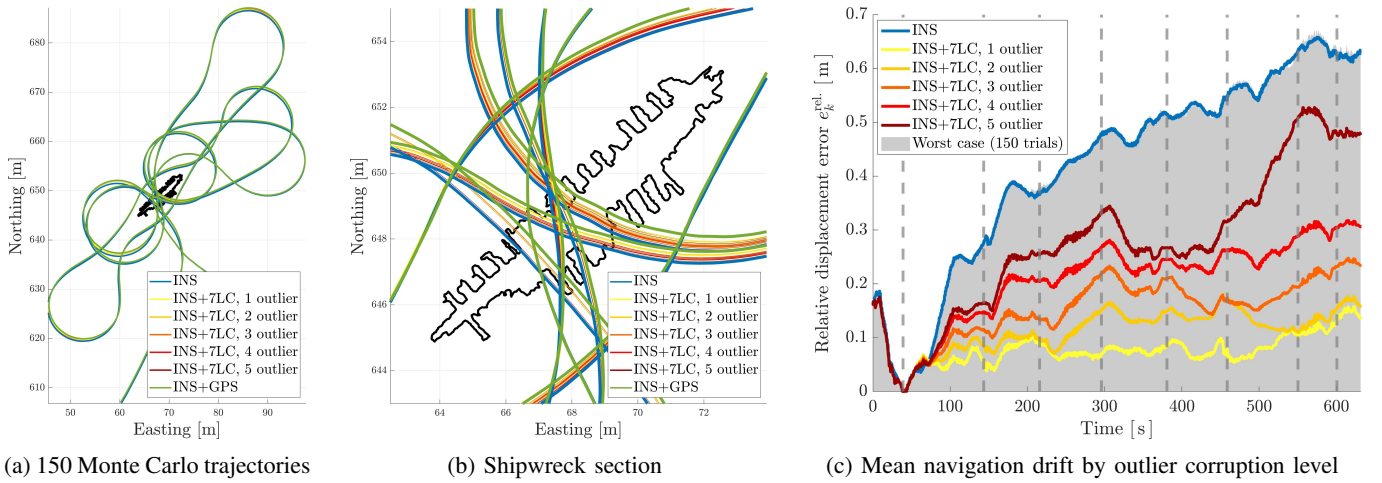 687
670
662
650
640
632
620
610
50
60
70
80
90
Northing [m]
Easting [m]
INS
INS+7LC, 1 outlier
INS+7LC, 2 outlier
INS+7LC, 3 outlier
INS+7LC, 4 outlier
INS+7LC, 5 outlier
INS+GPS
(a) 150 Monte Carlo trajectories
654
652
650
648
646
644
64
66
68
70
72
Northing [m]
Easting [m]
INS
INS+7LC, 1 outlier
INS+7LC, 2 outlier
INS+7LC, 3 outlier
INS+7LC, 4 outlier
INS+7LC, 5 outlier
INS+GPS
(b) Shipwreck section
0.7
0.6
0.5
0.4
0.3
0.2
0.1
0
0
100
200
300
400
500
600
Relative displacement error e_k^rel. [ m ]
Time [ s ]
INS
INS+7LC, 1 outlier
INS+7LC, 2 outlier
INS+7LC, 3 outlier
INS+7LC, 4 outlier
INS+7LC, 5 outlier
Worst case (150 trials)
(c) Mean navigation drift by outlier corruption level